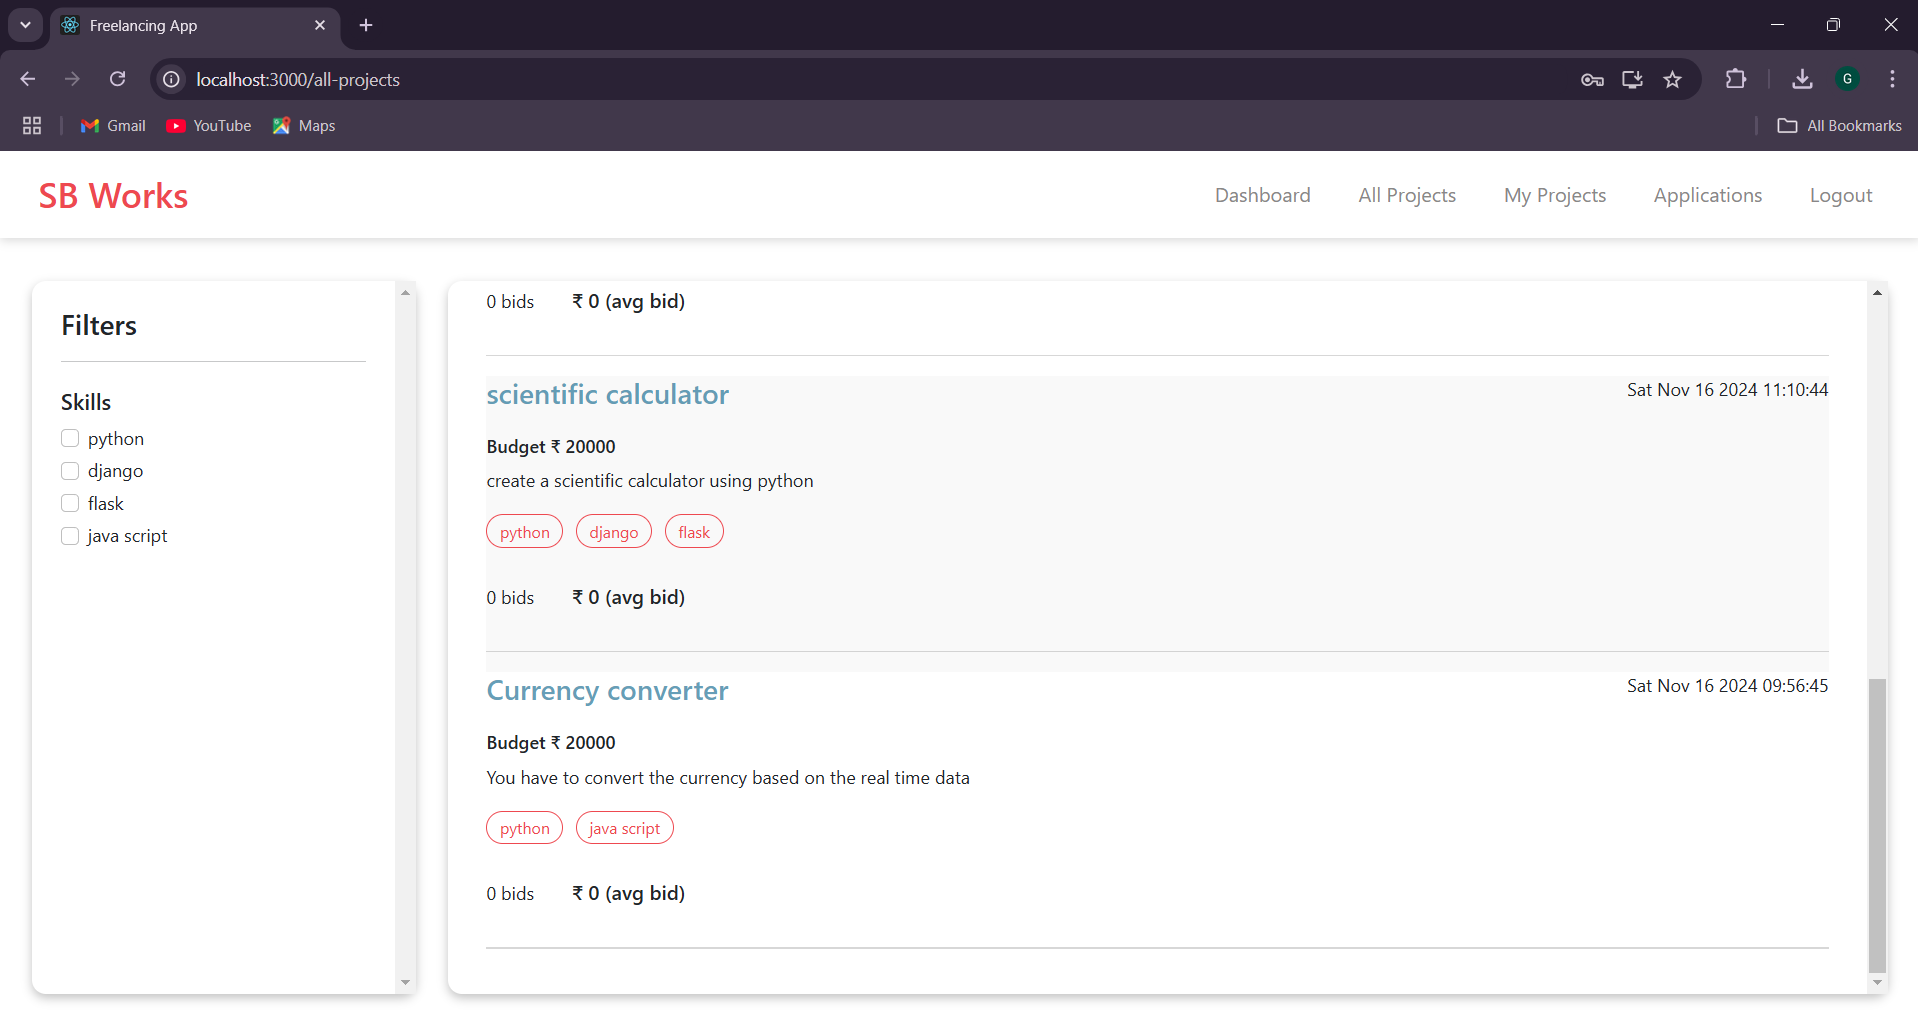 Freelancing App
localhost:3000/all-projects
G
Gmail YouTube Maps All Bookmarks
SB Works Dashboard All Projects My Projects Applications Logout
Filters
Skills
python
django
flask
java script
0 bids ₹ 0 (avg bid)
scientific calculator Sat Nov 16 2024 11:10:44
Budget ₹ 20000
create a scientific calculator using python
python django flask
0 bids ₹ 0 (avg bid)
Currency converter Sat Nov 16 2024 09:56:45
Budget ₹ 20000
You have to convert the currency based on the real time data
python java script
0 bids ₹ 0 (avg bid)